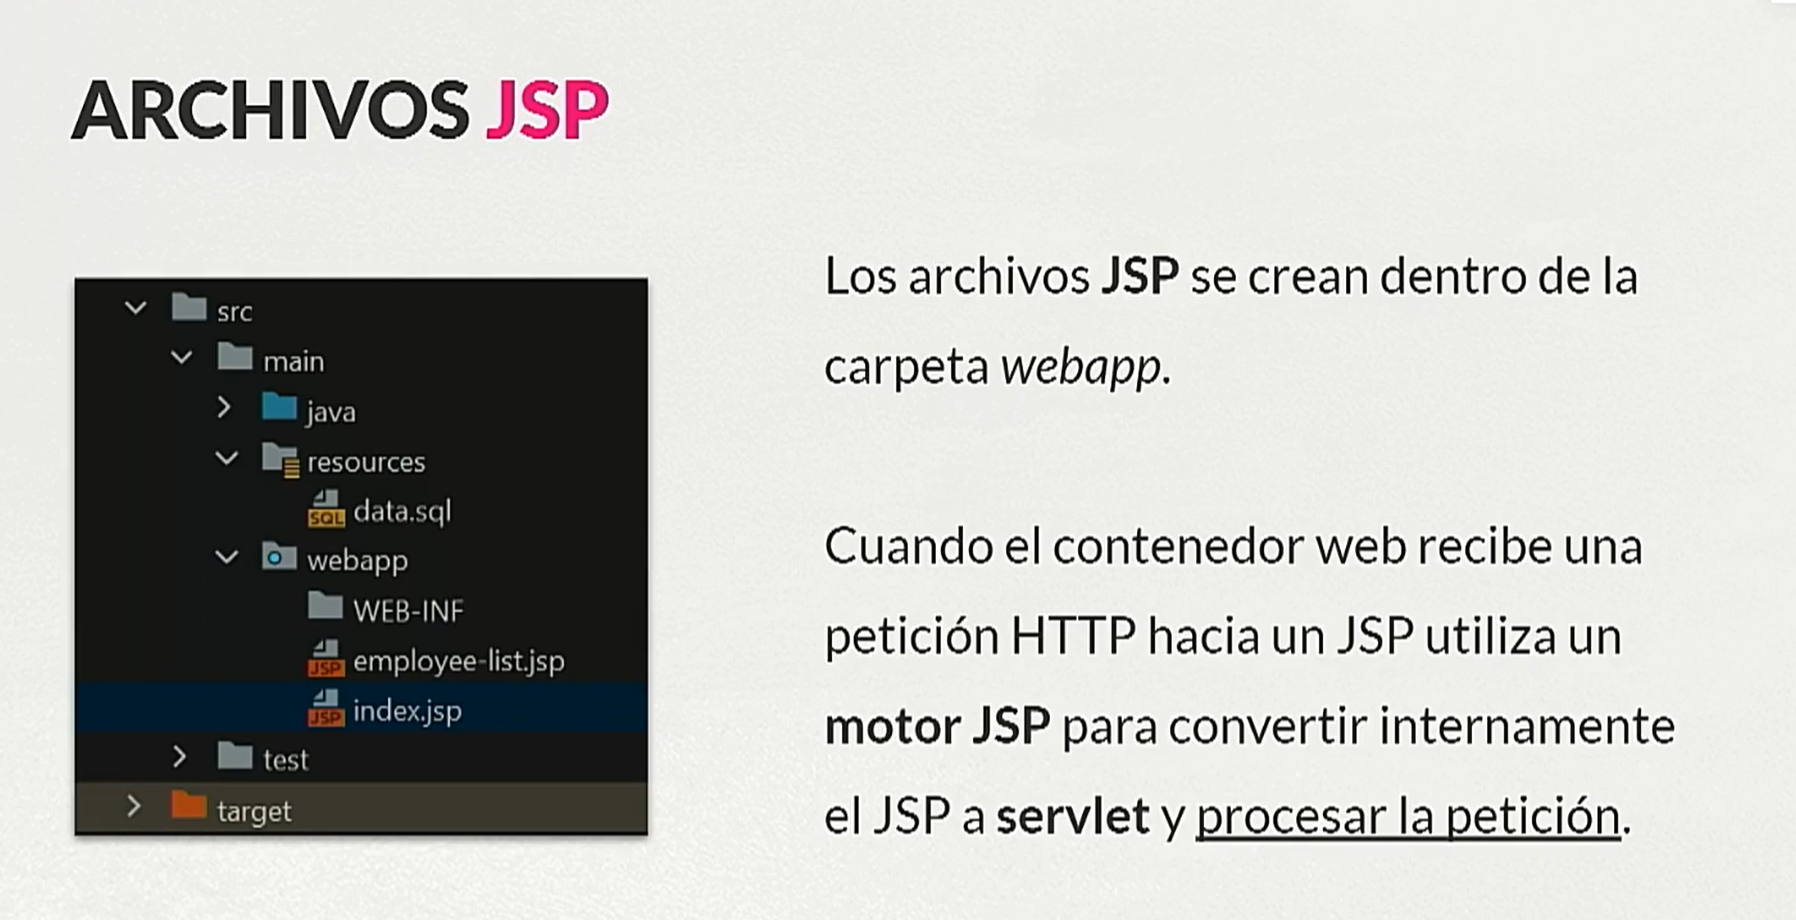 ARCHIVOS JSP
src
main
java
resources
SQL data.sql
webapp
WEB-INF
JSP employee-list.jsp
JSP index.jsp
test
target
Los archivos JSP se crean dentro de la
carpeta webapp.
Cuando el contenedor web recibe una
petición HTTP hacia un JSP utiliza un
motor JSP para convertir internamente
el JSP a servlet y procesar la petición.